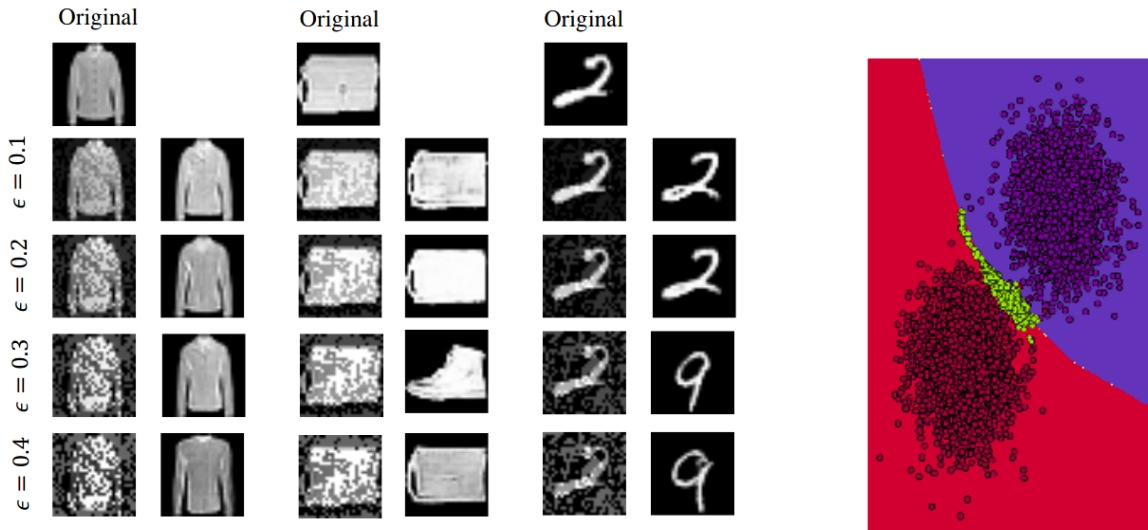 Original Original Original
ϵ = 0.1
ϵ = 0.2
ϵ = 0.3
ϵ = 0.4